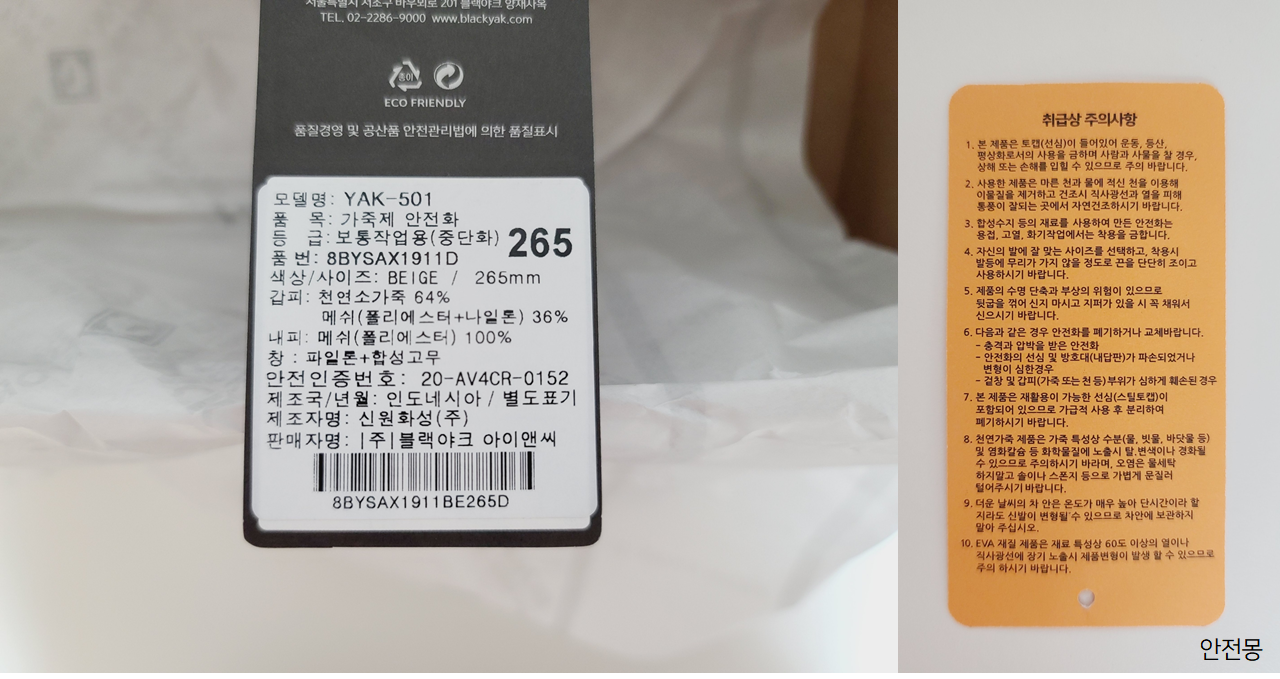 서울특별시 서초구 바우뫼로 201 블랙야크 양재사옥
TEL. 02-2286-9000 www.blackyak.com
종이
ECO FRIENDLY
품질경영 및 공산품 안전관리법에 의한 품질표시
모델명: YAK-501
품 목: 가죽제 안전화
등 급: 보통작업용(중단화) 265
품 번: 8BYSAX1911D
색상/사이즈: BEIGE / 265mm
갑피: 천연소가죽 64%
메쉬(폴리에스터+나일론) 36%
내피: 메쉬(폴리에스터) 100%
창 : 파일론+합성고무
안전인증번호: 20-AV4CR-0152
제조국/년월: 인도네시아 / 별도표기
제조자명: 신원화성(주)
판매자명: |주|블랙야크 아이앤씨
8BYSAX1911BE265D
취급상 주의사항
1. 본 제품은 토캡(선심)이 들어있어 운동, 등산,
평상화로서의 사용을 금하며 사람과 사물을 찰 경우,
상해 또는 손해를 입힐 수 있으므로 주의 바랍니다.
2. 사용한 제품은 마른 천과 물에 적신 천을 이용해
이물질을 제거하고 건조시 직사광선과 열을 피해
통풍이 잘되는 곳에서 자연건조하시기 바랍니다.
3. 합성수지 등의 재료를 사용하여 만든 안전화는
용접, 고열, 화기작업에서는 착용을 금합니다.
4. 자신의 발에 잘 맞는 사이즈를 선택하고, 착용시
발등에 무리가 가지 않을 정도로 끈을 단단히 조이고
사용하시기 바랍니다.
5. 제품의 수명 단축과 부상의 위험이 있으므로
뒷굽을 꺾어 신지 마시고 지퍼가 있을 시 꼭 채워서
신으시기 바랍니다.
6. 다음과 같은 경우 안전화를 폐기하거나 교체바랍니다.
- 충격과 압박을 받은 안전화
- 안전화의 선심 및 방호대(내답판)가 파손되었거나
변형이 심한경우
- 겉창 및 갑피(가죽 또는 천 등) 부위가 심하게 훼손된 경우
7. 본 제품은 재활용이 가능한 선심(스틸토캡)이
포함되어 있으므로 가급적 사용 후 분리하여
폐기하시기 바랍니다.
8. 천연가죽 제품은 가죽 특성상 수분(물, 빗물, 바닷물 등)
및 염화칼슘 등 화학물질에 노출시 탈.변색이나 경화될
수 있으므로 주의하시기 바라며, 오염은 물세탁
하지말고 솔이나 스폰지 등으로 가볍게 문질러
털어주시기 바랍니다.
9. 더운 날씨의 차 안은 온도가 매우 높아 단시간이라 할
지라도 신발이 변형될 수 있으므로 차안에 보관하지
말아 주십시오.
10. EVA 재질 제품은 재료 특성상 60도 이상의 열이나
직사광선에 장기 노출시 제품변형이 발생 할 수 있으므로
주의 하시기 바랍니다.
안전몽